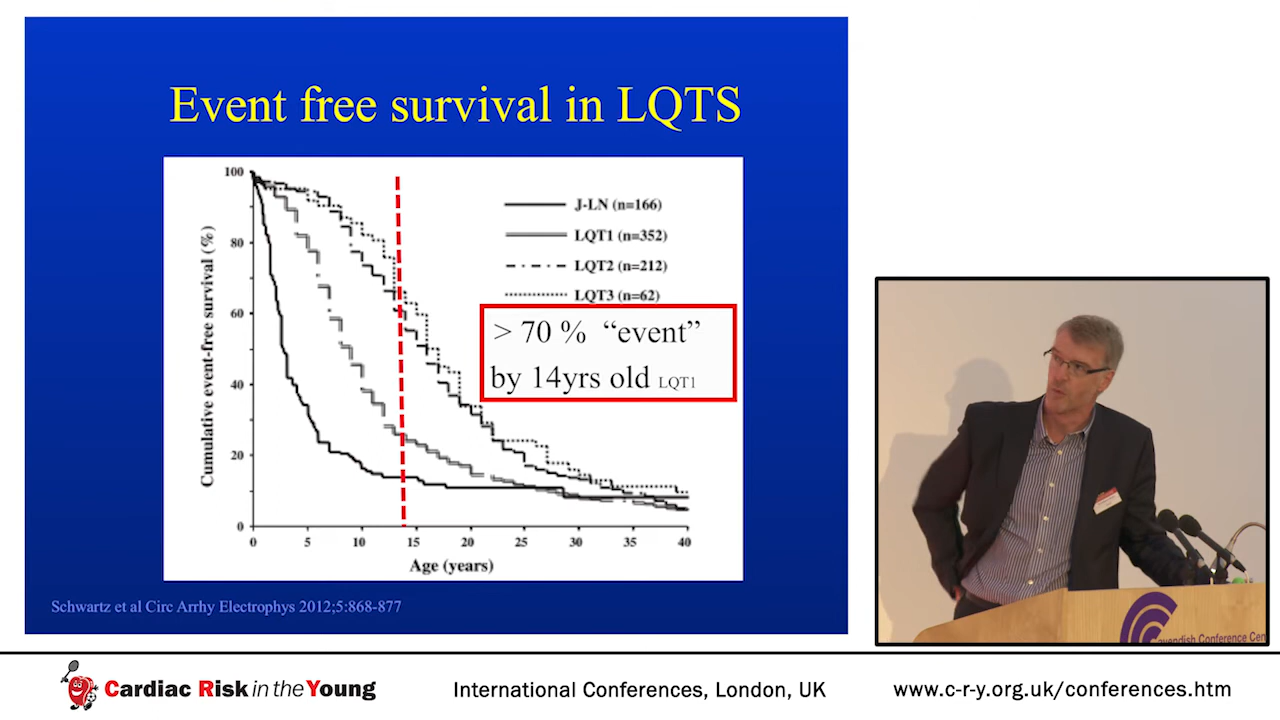 Event free survival in LQTS
Cumulative event-free survival (%)
100
80
60
40
20
0
0 5 10 15 20 25 30 35 40
Age (years)
J-LN (n=166)
LQT1 (n=352)
LQT2 (n=212)
LQT3 (n=62)
> 70 % “event”
by 14yrs old LQT1
Schwartz et al Circ Arrhy Electrophys 2012;5:868-877
Cavendish Conference Cen
Cardiac Risk in the Young
International Conferences, London, UK
www.c-r-y.org.uk/conferences.htm